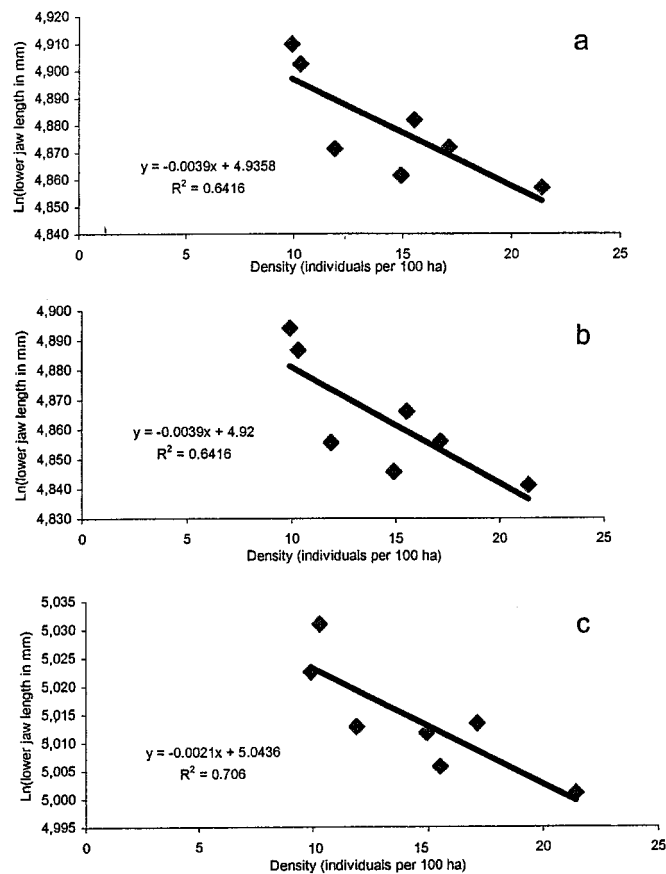 a
Ln(lower jaw length in mm)
4,920
4,910
4,900
4,890
4,880
4,870
4,860
4,850
4,840
y = -0.0039x + 4.9358
R² = 0.6416
0 5 10 15 20 25
Density (individuals per 100 ha)
b
Ln(lower jaw length in mm)
4,900
4,890
4,880
4,870
4,860
4,850
4,840
4,830
y = -0.0039x + 4.92
R² = 0.6416
0 5 10 15 20 25
Density (individuals per 100 ha)
c
Ln(lower jaw length in mm)
5,035
5,030
5,025
5,020
5,015
5,010
5,005
5,000
4,995
y = -0.0021x + 5.0436
R² = 0.706
0 5 10 15 20 25
Density (individuals per 100 ha)